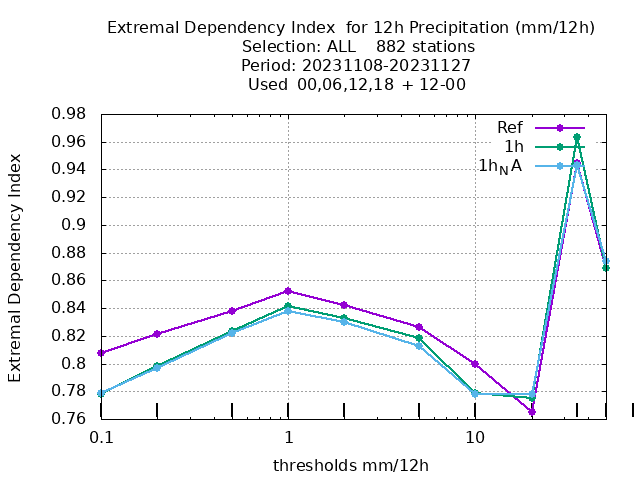 Extremal Dependency Index  for 12h Precipitation (mm/12h)
Selection: ALL    882 stations
Period: 20231108-20231127
Used  00,06,12,18  + 12-00
Ref
1h
1hNA
0.98
0.96
0.94
0.92
0.9
0.88
0.86
0.84
0.82
0.8
0.78
0.76
0.1
1
10
Extremal Dependency Index
thresholds mm/12h